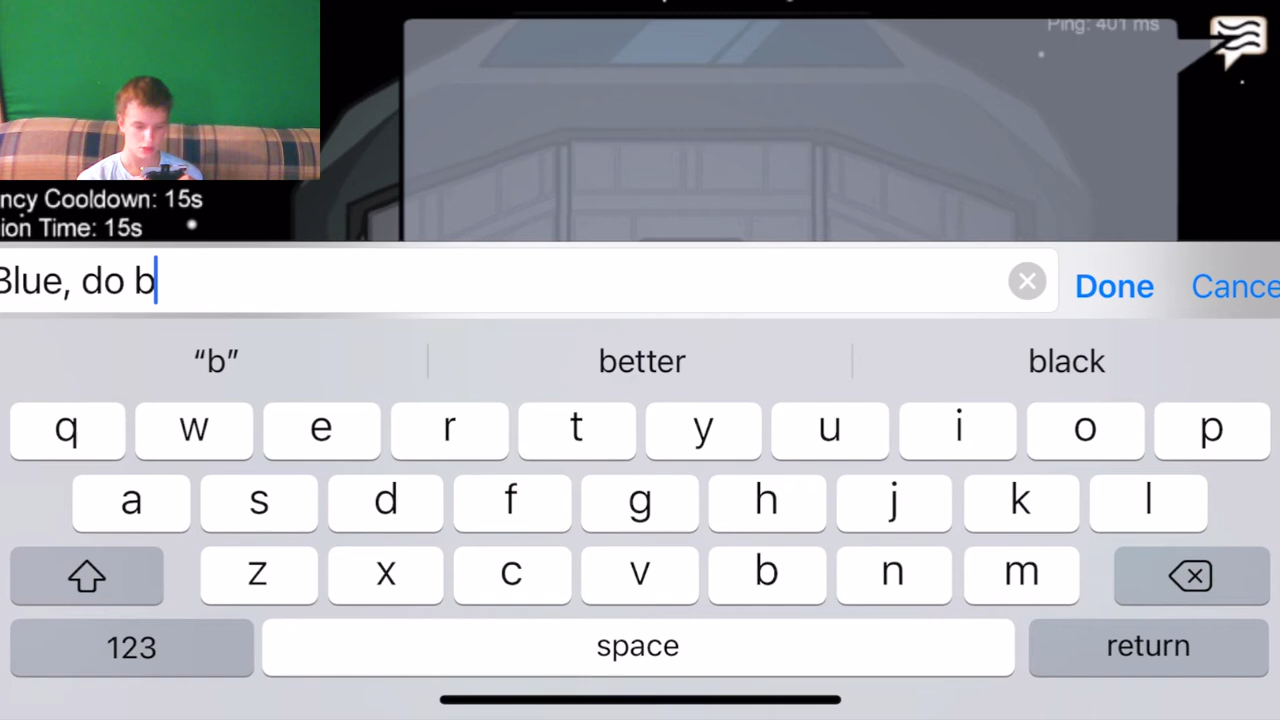 Ping: 401 ms
ncy Cooldown: 15s
ion Time: 15s
Blue, do b
Done
Cance
“b”
better
black
q w e r t y u i o p
a s d f g h j k l
z x c v b n m
123
space
return